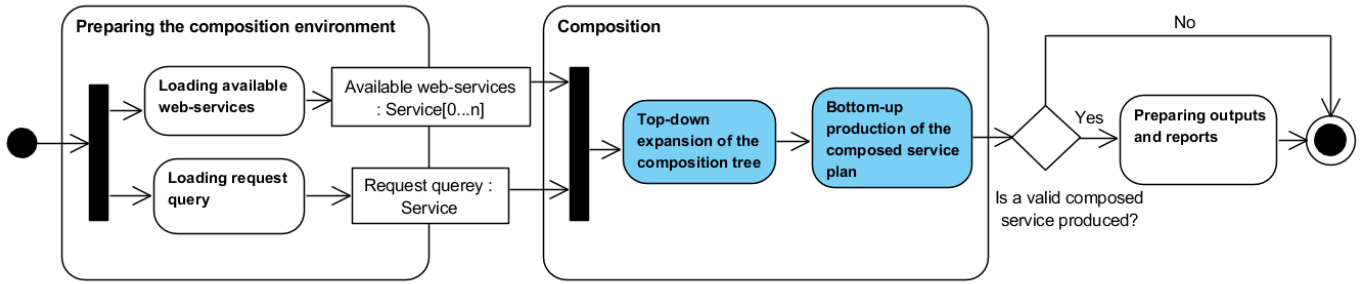 Preparing the composition environment
Loading available
web-services
Available web-services
: Service[0...n]
Loading request
query
Request querey :
Service
Composition
Top-down
expansion of the
composition tree
Bottom-up
production of the
composed service
plan
No
Yes
Is a valid composed
service produced?
Preparing outputs
and reports